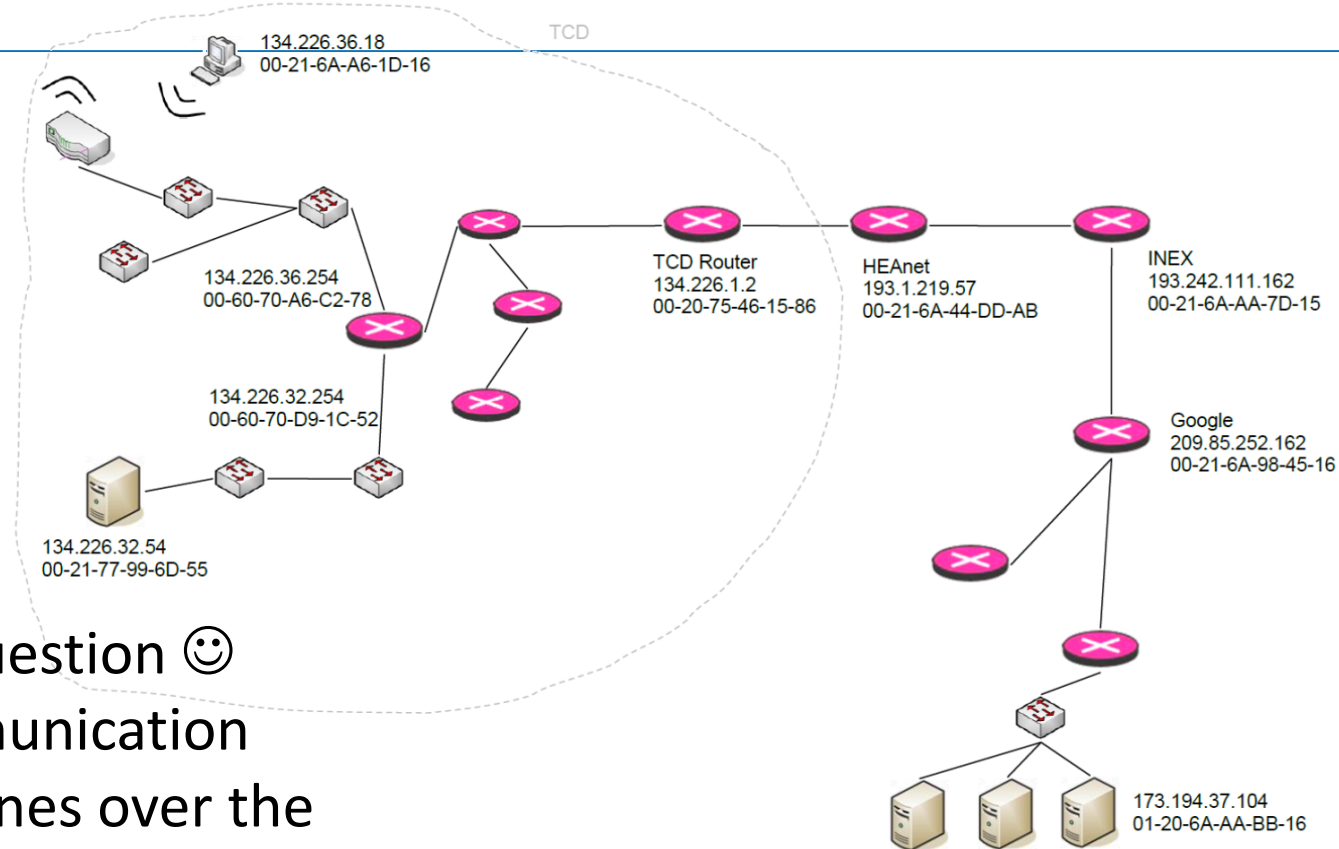 TCD
134.226.36.18
00-21-6A-A6-1D-16
134.226.36.254
00-60-70-A6-C2-78
TCD Router
134.226.1.2
00-20-75-46-15-86
HEAnet
193.1.219.57
00-21-6A-44-DD-AB
INEX
193.242.111.162
00-21-6A-AA-7D-15
134.226.32.254
00-60-70-D9-1C-52
Google
209.85.252.162
00-21-6A-98-45-16
134.226.32.54
00-21-77-99-6D-55
uestion ☺
nunication
nes over the
173.194.37.104
01-20-6A-AA-BB-16